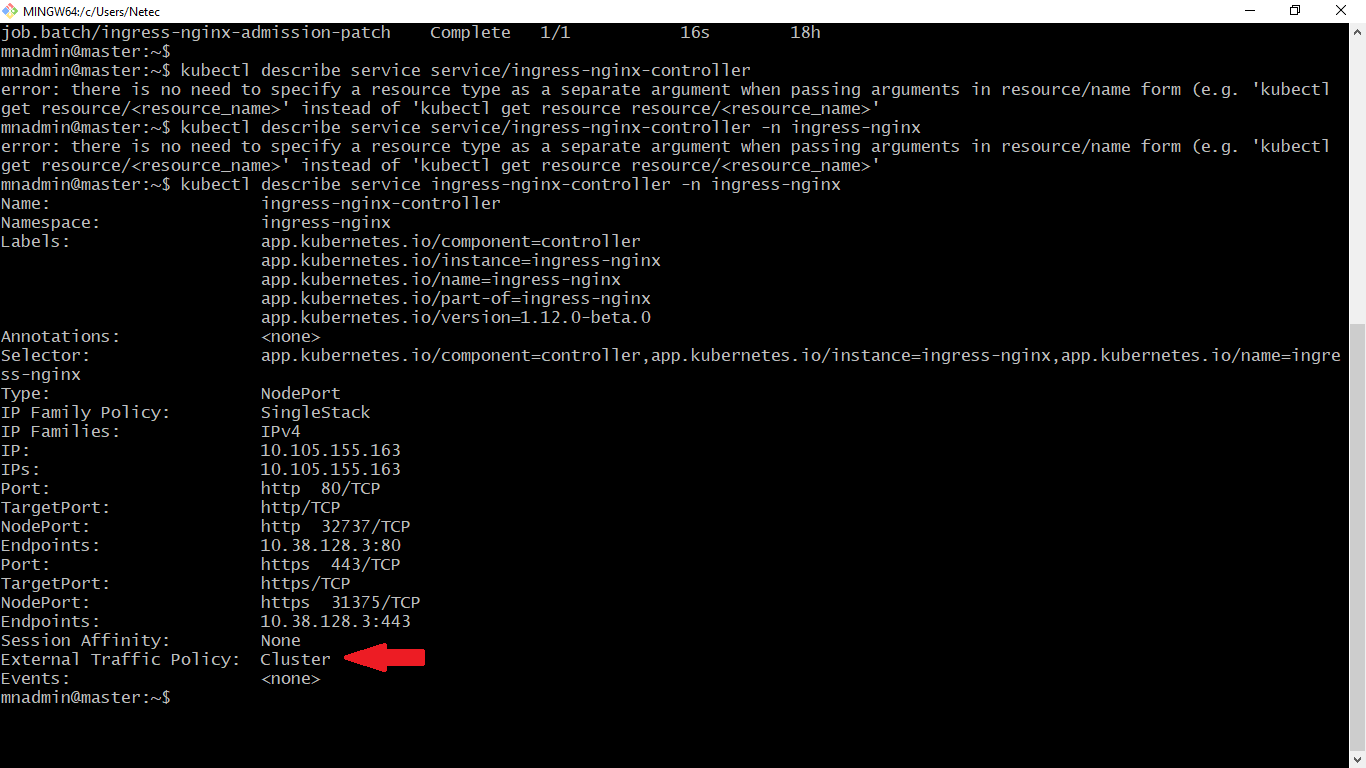 MINGW64:/c/Users/Netec
job.batch/ingress-nginx-admission-patch    Complete   1/1           16s        18h
mnadmin@master:~$
mnadmin@master:~$ kubectl describe service service/ingress-nginx-controller
error: there is no need to specify a resource type as a separate argument when passing arguments in resource/name form (e.g. 'kubectl
get resource/<resource_name>' instead of 'kubectl get resource resource/<resource_name>'
mnadmin@master:~$ kubectl describe service service/ingress-nginx-controller -n ingress-nginx
error: there is no need to specify a resource type as a separate argument when passing arguments in resource/name form (e.g. 'kubectl
get resource/<resource_name>' instead of 'kubectl get resource resource/<resource_name>'
mnadmin@master:~$ kubectl describe service ingress-nginx-controller -n ingress-nginx
Name:                     ingress-nginx-controller
Namespace:                ingress-nginx
Labels:                   app.kubernetes.io/component=controller
                          app.kubernetes.io/instance=ingress-nginx
                          app.kubernetes.io/name=ingress-nginx
                          app.kubernetes.io/part-of=ingress-nginx
                          app.kubernetes.io/version=1.12.0-beta.0
Annotations:              <none>
Selector:                 app.kubernetes.io/component=controller,app.kubernetes.io/instance=ingress-nginx,app.kubernetes.io/name=ingre
ss-nginx
Type:                     NodePort
IP Family Policy:         SingleStack
IP Families:              IPv4
IP:                       10.105.155.163
IPs:                      10.105.155.163
Port:                     http  80/TCP
TargetPort:               http/TCP
NodePort:                 http  32737/TCP
Endpoints:                10.38.128.3:80
Port:                     https  443/TCP
TargetPort:               https/TCP
NodePort:                 https  31375/TCP
Endpoints:                10.38.128.3:443
Session Affinity:         None
External Traffic Policy:  Cluster
Events:                   <none>
mnadmin@master:~$